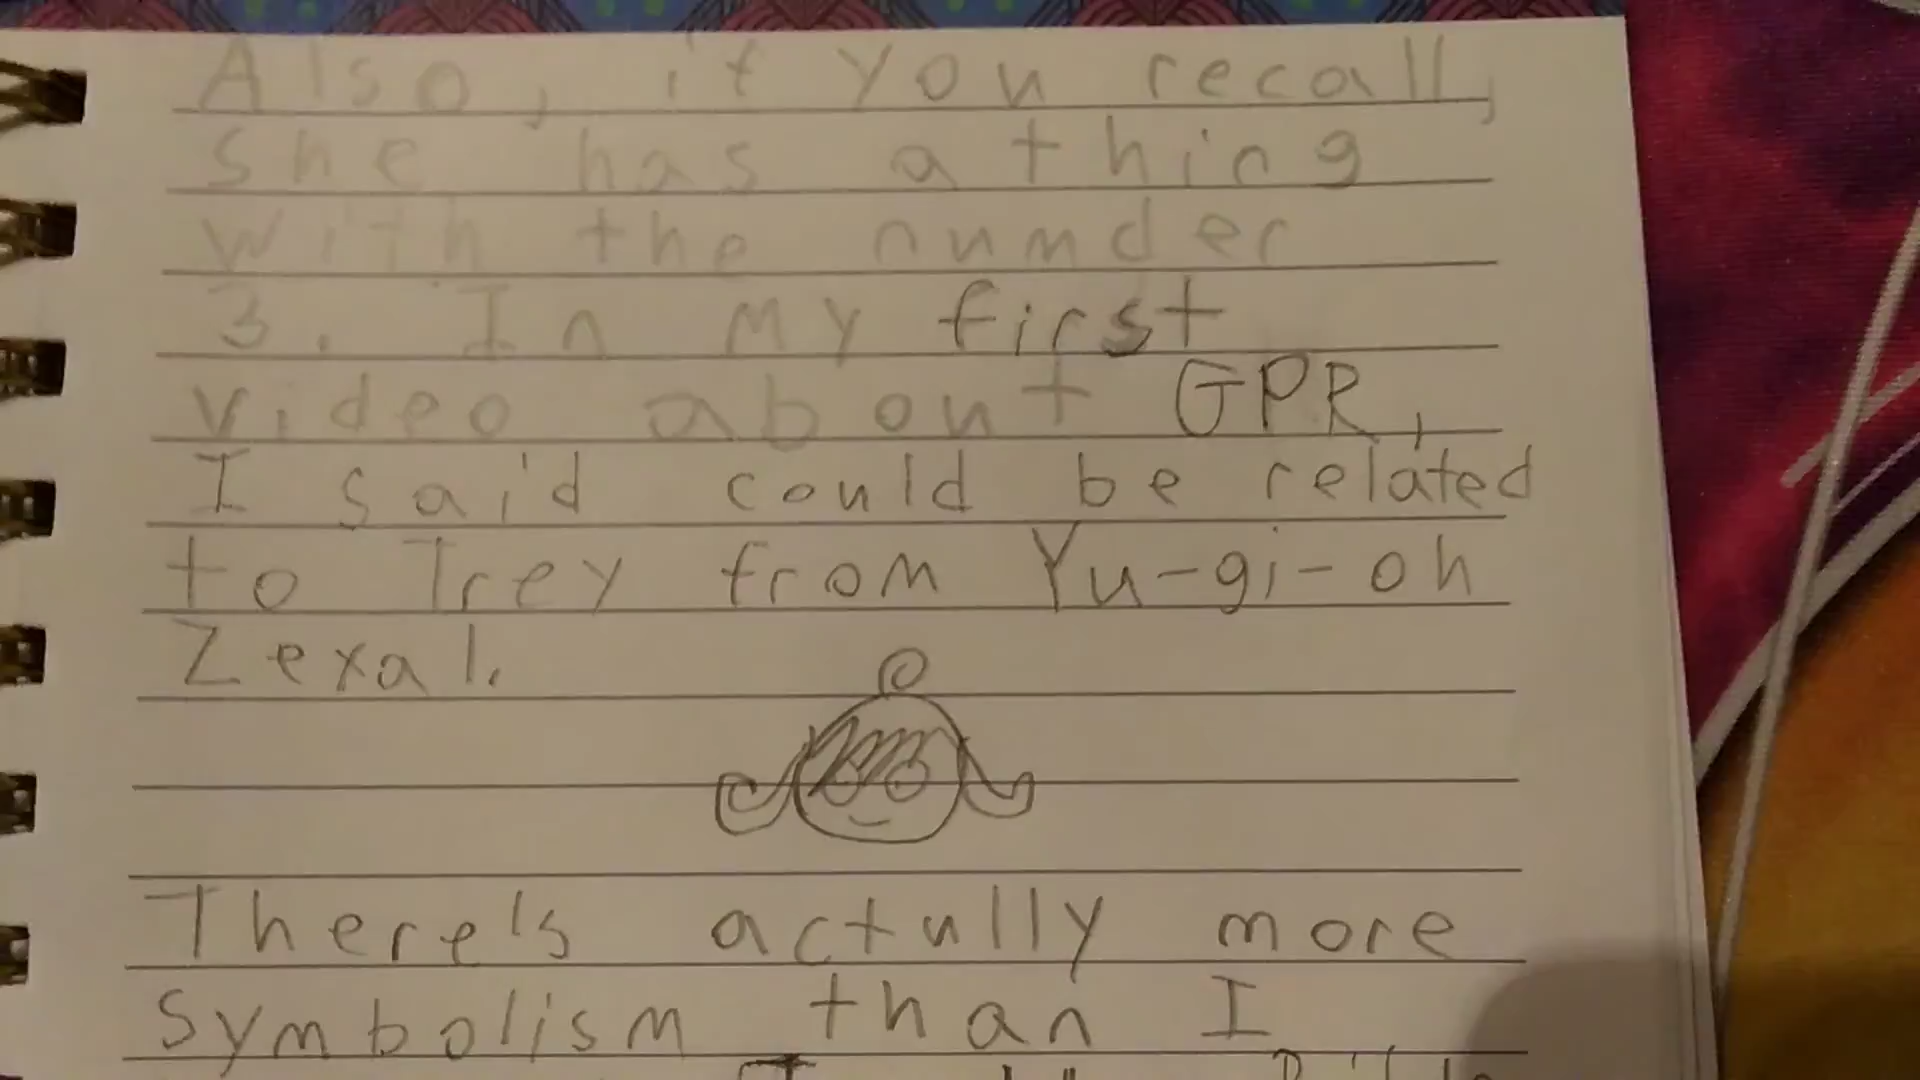 Also, if you recall,
she has a thing
with the numder
3. In my first
video about GPR,
I said could be related
to Trey from Yu-gi-oh
Zexal.
There's actully more
symbolism than I